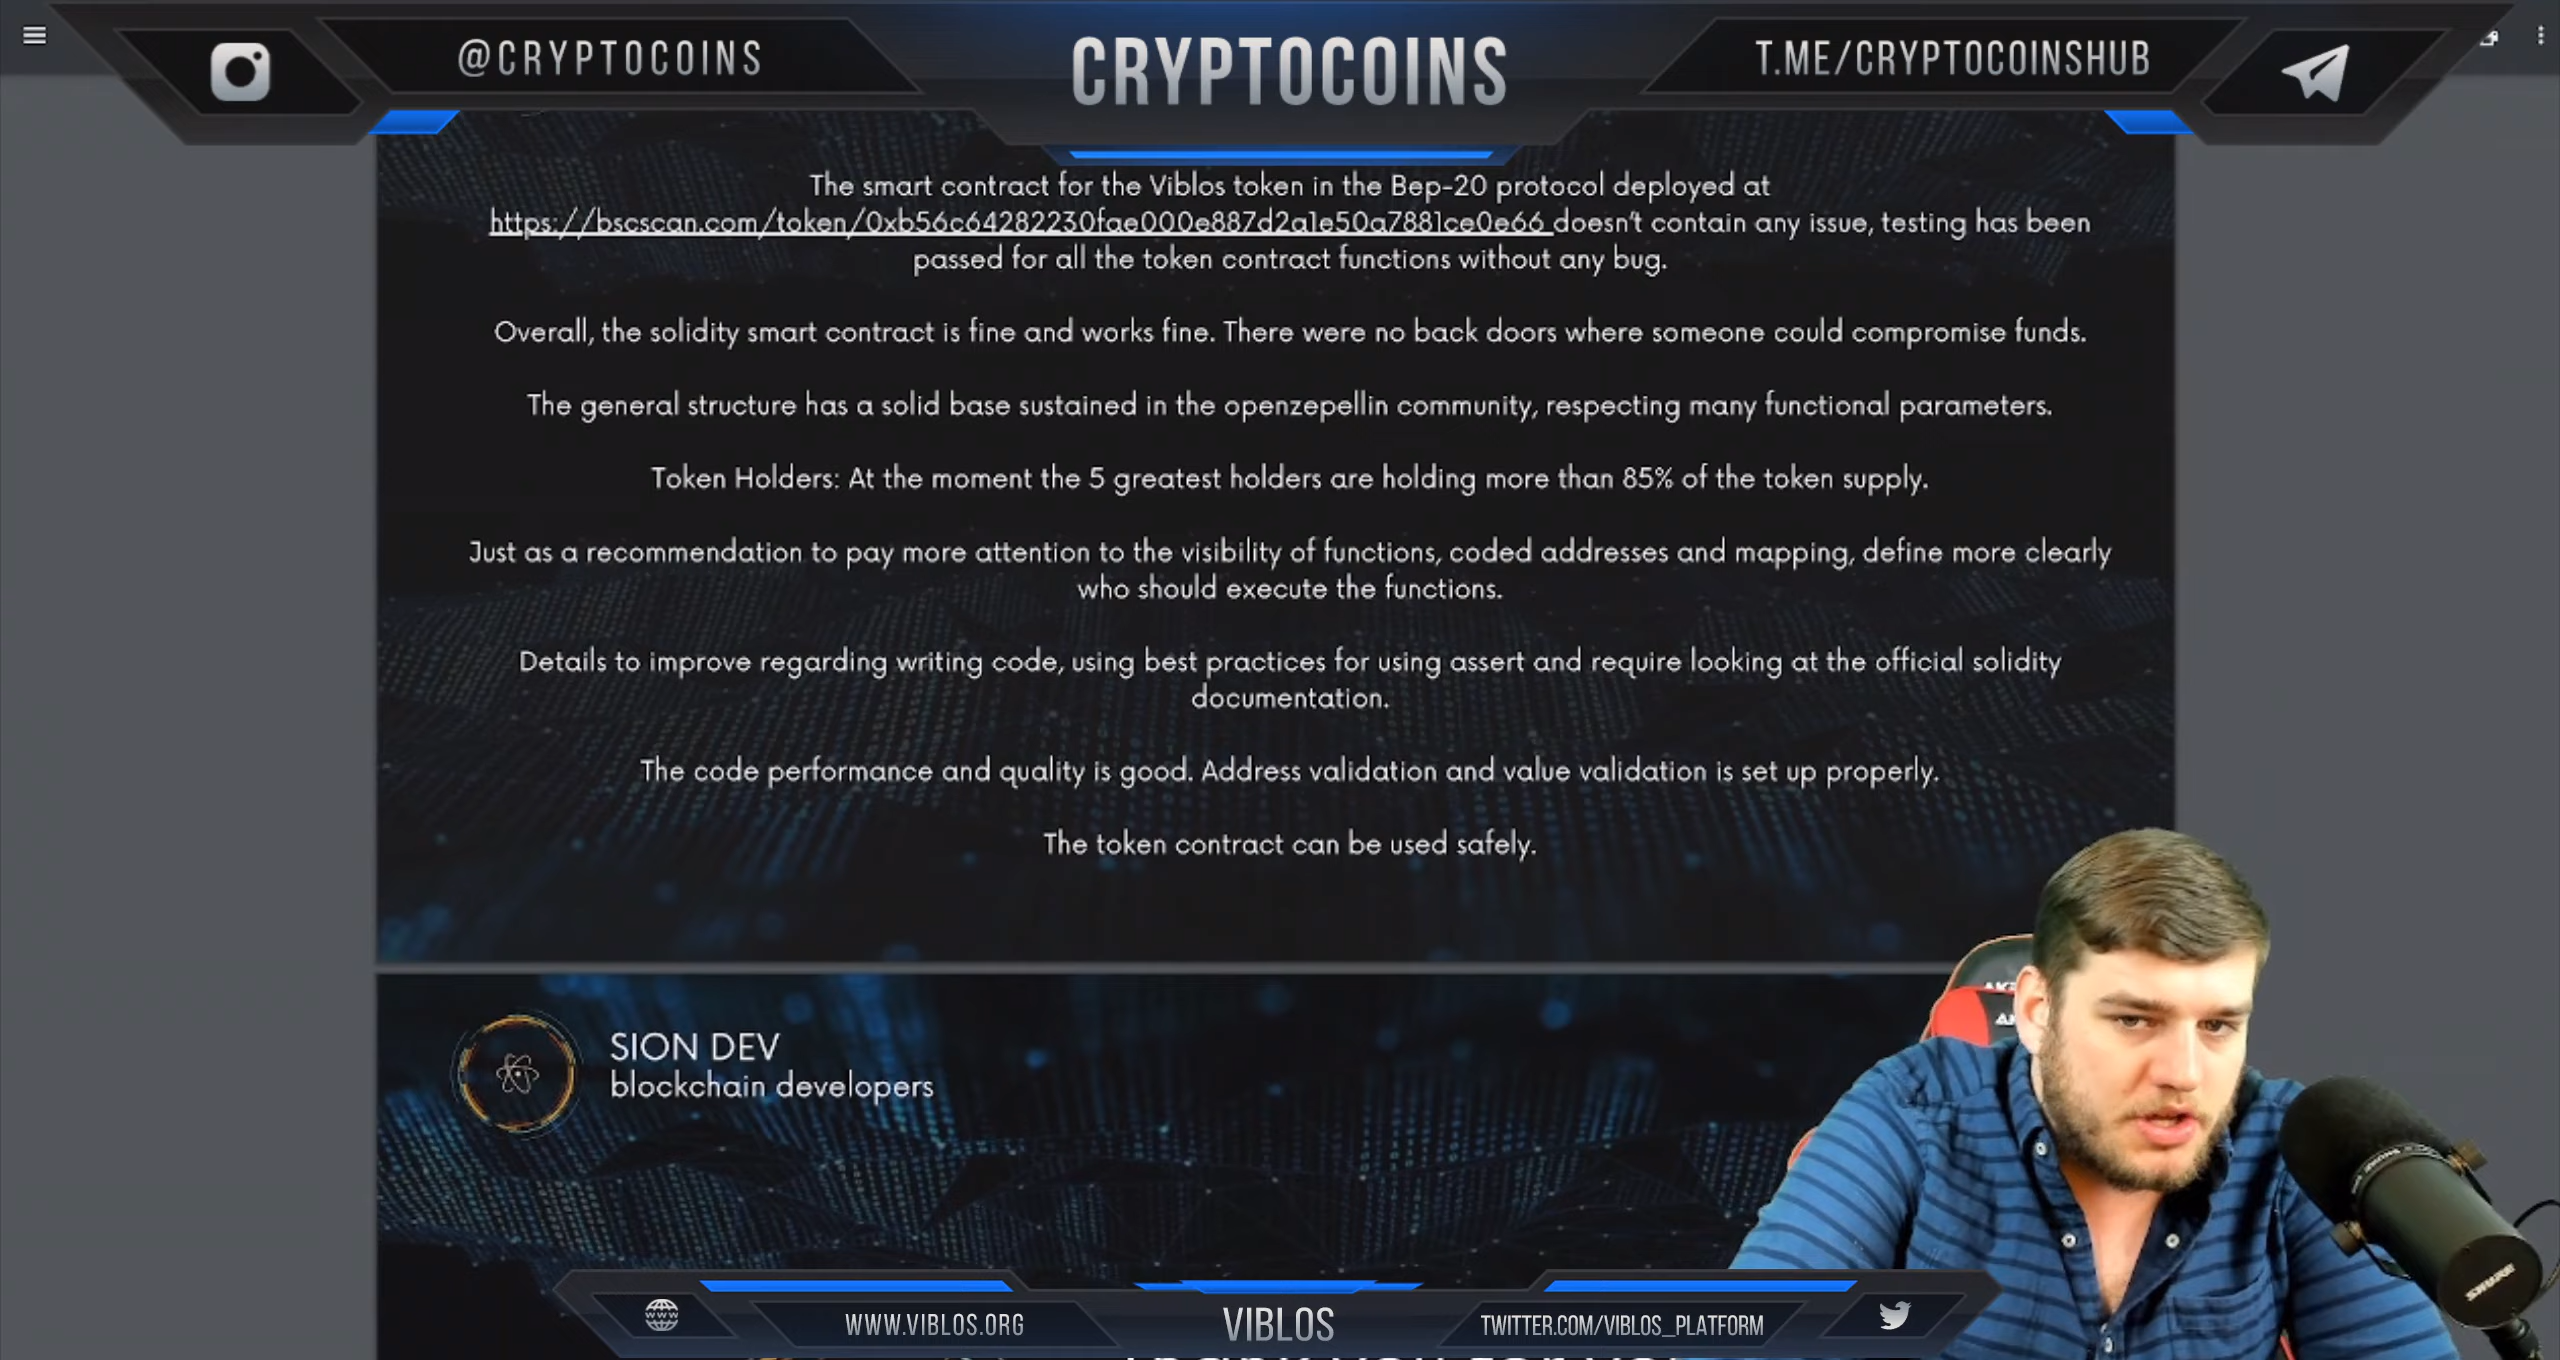 @CRYPTOCOINS
CRYPTOCOINS
T.ME/CRYPTOCOINSHUB
The smart contract for the Viblos token in the Bep-20 protocol deployed at
https://bscscan.com/token/0xb56c64282230fae000e887d2a1e50a7881ce0e66 doesn't contain any issue, testing has been
passed for all the token contract functions without any bug.
Overall, the solidity smart contract is fine and works fine. There were no back doors where someone could compromise funds.
The general structure has a solid base sustained in the openzepellin community, respecting many functional parameters.
Token Holders: At the moment the 5 greatest holders are holding more than 85% of the token supply.
Just as a recommendation to pay more attention to the visibility of functions, coded addresses and mapping, define more clearly
who should execute the functions.
Details to improve regarding writing code, using best practices for using assert and require looking at the official solidity
documentation.
The code performance and quality is good. Address validation and value validation is set up properly.
The token contract can be used safely.
SION DEV
blockchain developers
SHURE
WWW
WWW.VIBLOS.ORG
VIBLOS
TWITTER.COM/VIBLOS_PLATFORM